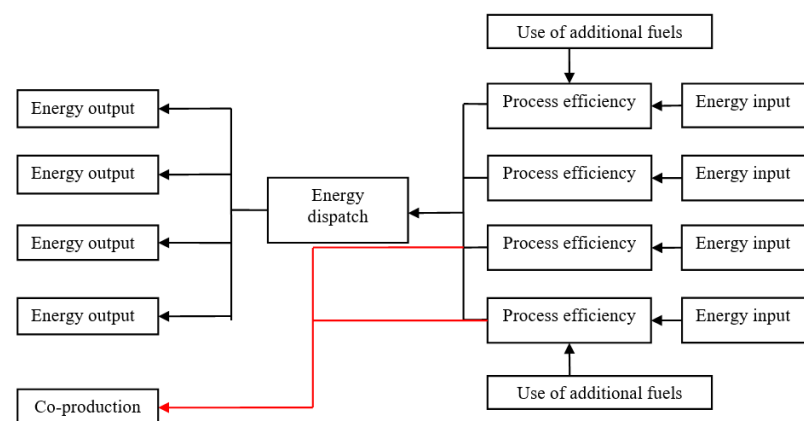 Use of additional fuels
Energy output
Process efficiency
Energy input
Energy output
Process efficiency
Energy input
Energy
dispatch
Energy output
Process efficiency
Energy input
Energy output
Process efficiency
Energy input
Co-production
Use of additional fuels